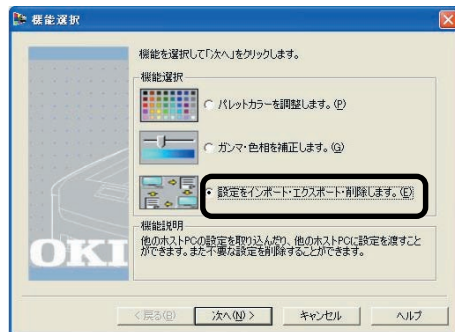 機能選択
機能を選択して「次へ」をクリックします。
機能選択
パレットカラーを調整します。(P)
ガンマ・色相を補正します。(G)
設定をインポート・エクスポート・削除します。(E)
機能説明
他のホストPCの設定を取り込んだり、他のホストPCに設定を渡すこと
ができます。また不要な設定を削除することができます。
OKI
< 戻る(B)
次へ(N) >
キャンセル
ヘルプ